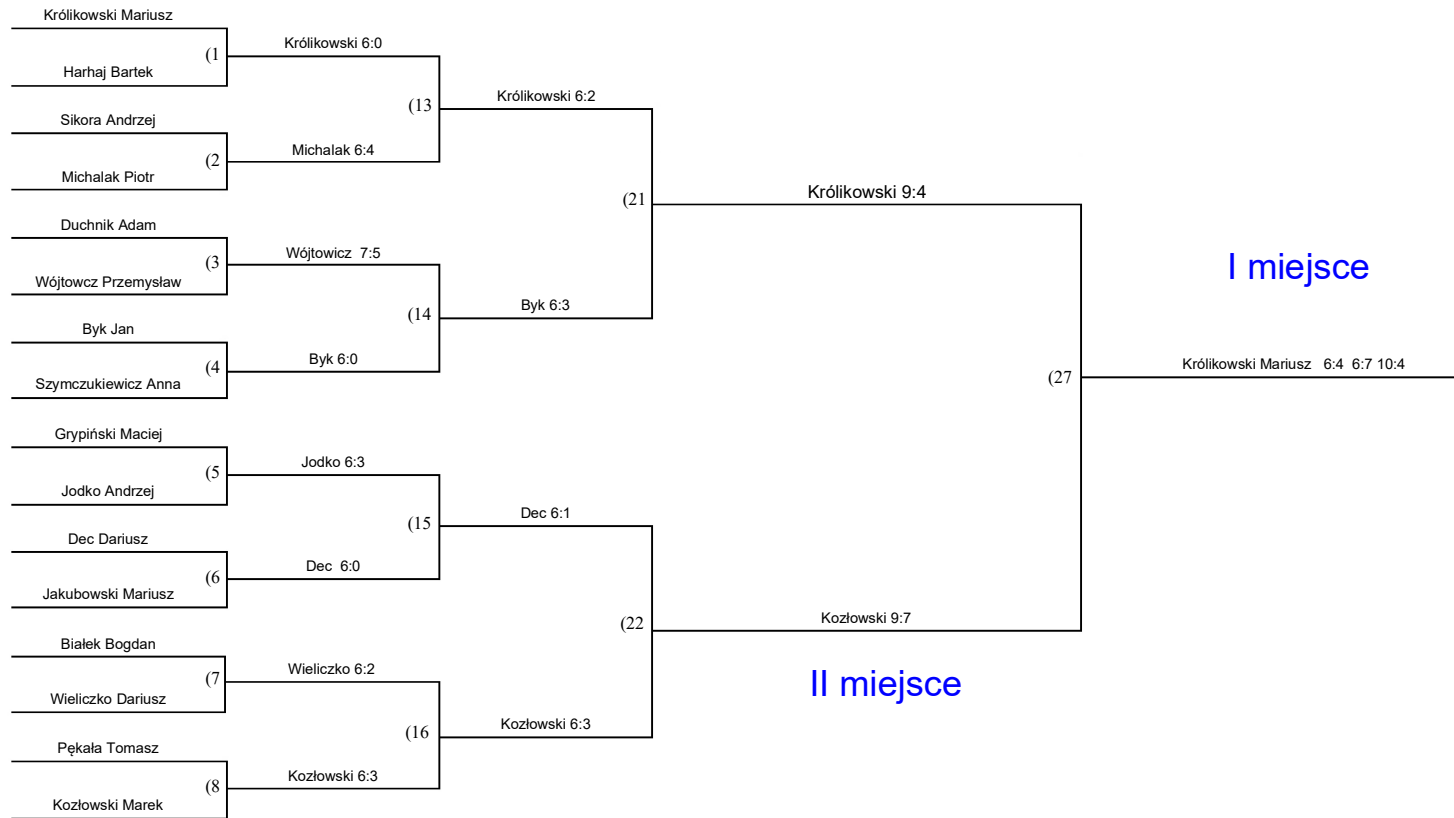 Królikowski Mariusz
(1
Królikowski 6:0
Harhaj Bartek
(13
Królikowski 6:2
Sikora Andrzej
(2
Michalak 6:4
Michalak Piotr
(21
Królikowski 9:4
Duchnik Adam
(3
Wójtowicz  7:5
Wójtowcz Przemysław
(14
Byk 6:3
Byk Jan
(4
Byk 6:0
Szymczukiewicz Anna
I miejsce
(27
Królikowski Mariusz   6:4  6:7 10:4
Grypiński Maciej
(5
Jodko 6:3
Jodko Andrzej
(15
Dec 6:1
Dec Dariusz
(6
Dec  6:0
Jakubowski Mariusz
(22
Kozłowski 9:7
Białek Bogdan
(7
Wieliczko 6:2
Wieliczko Dariusz
II miejsce
(16
Kozłowski 6:3
Pękała Tomasz
(8
Kozłowski 6:3
Kozłowski Marek